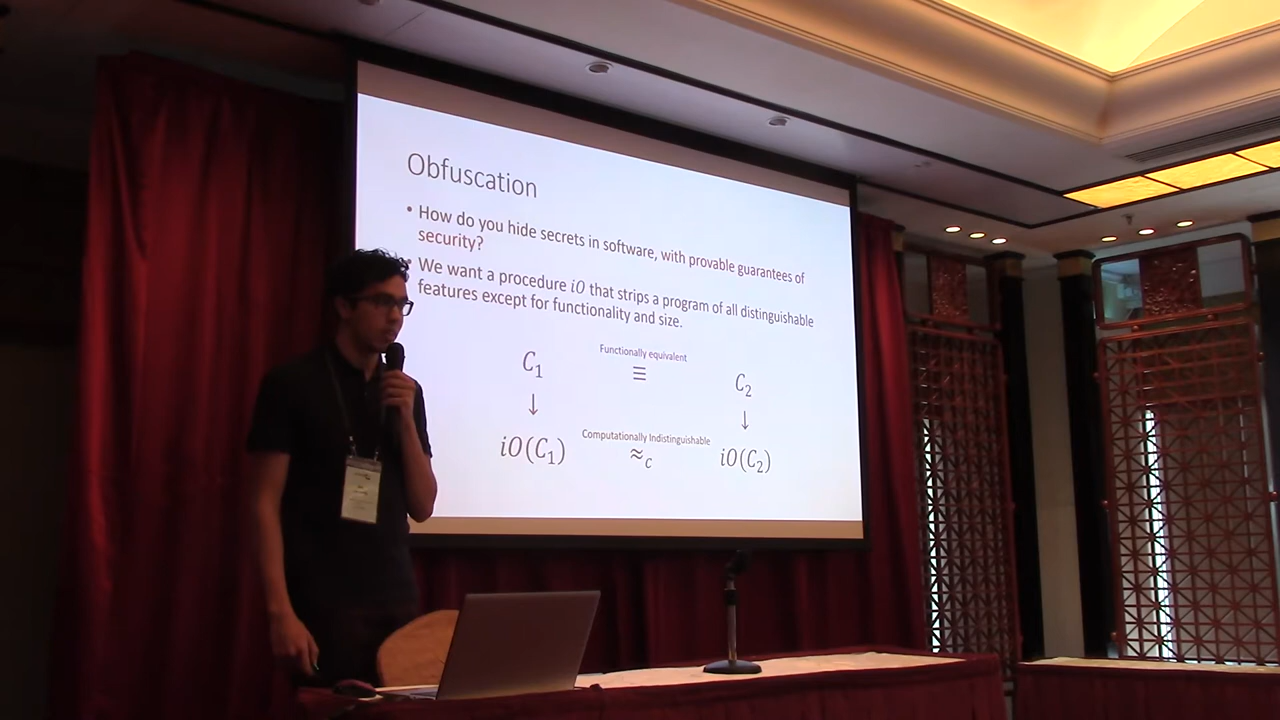 Obfuscation
• How do you hide secrets in software, with provable guarantees of
security?
• We want a procedure iO that strips a program of all distinguishable
features except for functionality and size.
Functionally equivalent
C₁ ≡ C₂
↓ ↓
Computationally Indistinguishable
iO(C₁) ≈c iO(C₂)